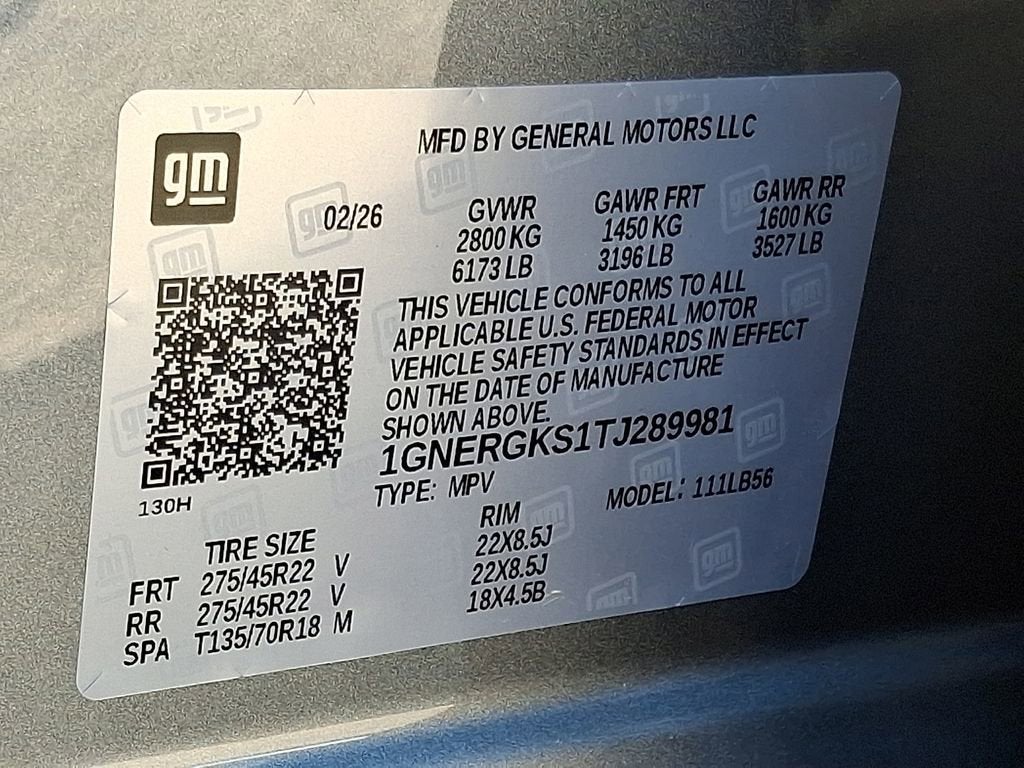 gm
MFD BY GENERAL MOTORS LLC
02/26
GVWR GAWR FRT GAWR RR
2800 KG 1450 KG 1600 KG
6173 LB 3196 LB 3527 LB
THIS VEHICLE CONFORMS TO ALL
APPLICABLE U.S. FEDERAL MOTOR
VEHICLE SAFETY STANDARDS IN EFFECT
ON THE DATE OF MANUFACTURE
SHOWN ABOVE.
1GNERGKS1TJ289981
TYPE: MPV MODEL: 111LB56
130H
TIRE SIZE RIM
FRT 275/45R22 V 22X8.5J
RR 275/45R22 V 22X8.5J
SPA T135/70R18 M 18X4.5B